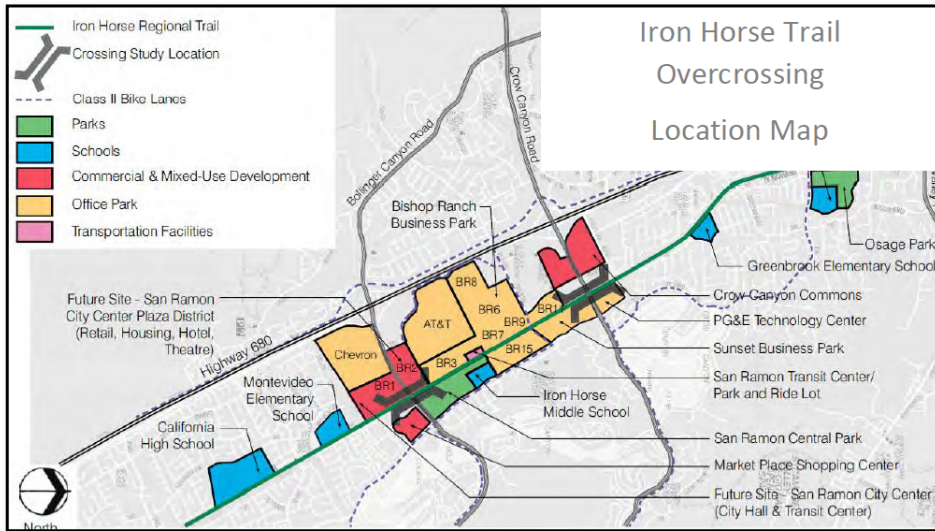 Iron Horse Regional Trail
Crossing Study Location
Class II Bike Lanes
Parks
Schools
Commercial & Mixed-Use Development
Office Park
Transportation Facilities
Iron Horse Trail
Overcrossing
Location Map
Bollinger Canyon Road
Crow Canyon Road
Bishop Ranch
Business Park
Osage Park
Greenbrook Elementary School
Crow Canyon Commons
PG&E Technology Center
Sunset Business Park
San Ramon Transit Center/
Park and Ride Lot
San Ramon Central Park
Market Place Shopping Center
Future Site - San Ramon City Center
(City Hall & Transit Center)
Future Site - San Ramon
City Center Plaza District
(Retail, Housing, Hotel,
Theatre)
Highway 680
Montevideo
Elementary
School
California
High School
Iron Horse
Middle School
Chevron
AT&T
BR8
BR6
BR9
BR7
BR3
BR15
BR2
BR1
North